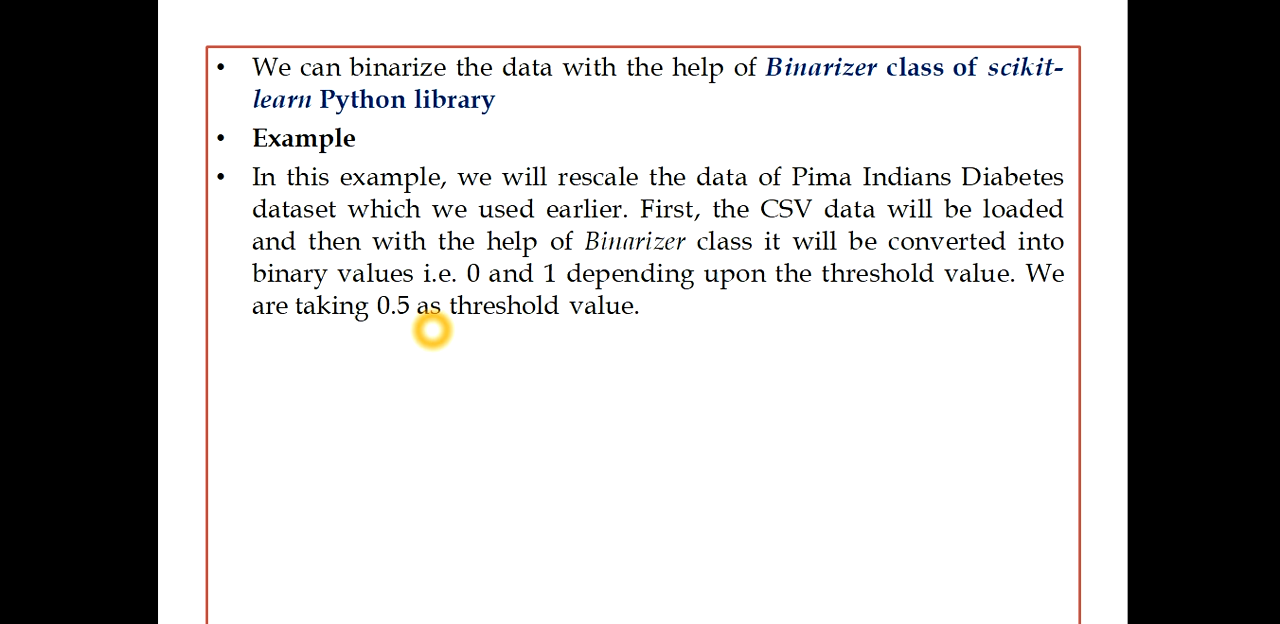 • We can binarize the data with the help of Binarizer class of scikit-
learn Python library
• Example
• In this example, we will rescale the data of Pima Indians Diabetes
dataset which we used earlier. First, the CSV data will be loaded
and then with the help of Binarizer class it will be converted into
binary values i.e. 0 and 1 depending upon the threshold value. We
are taking 0.5 as threshold value.